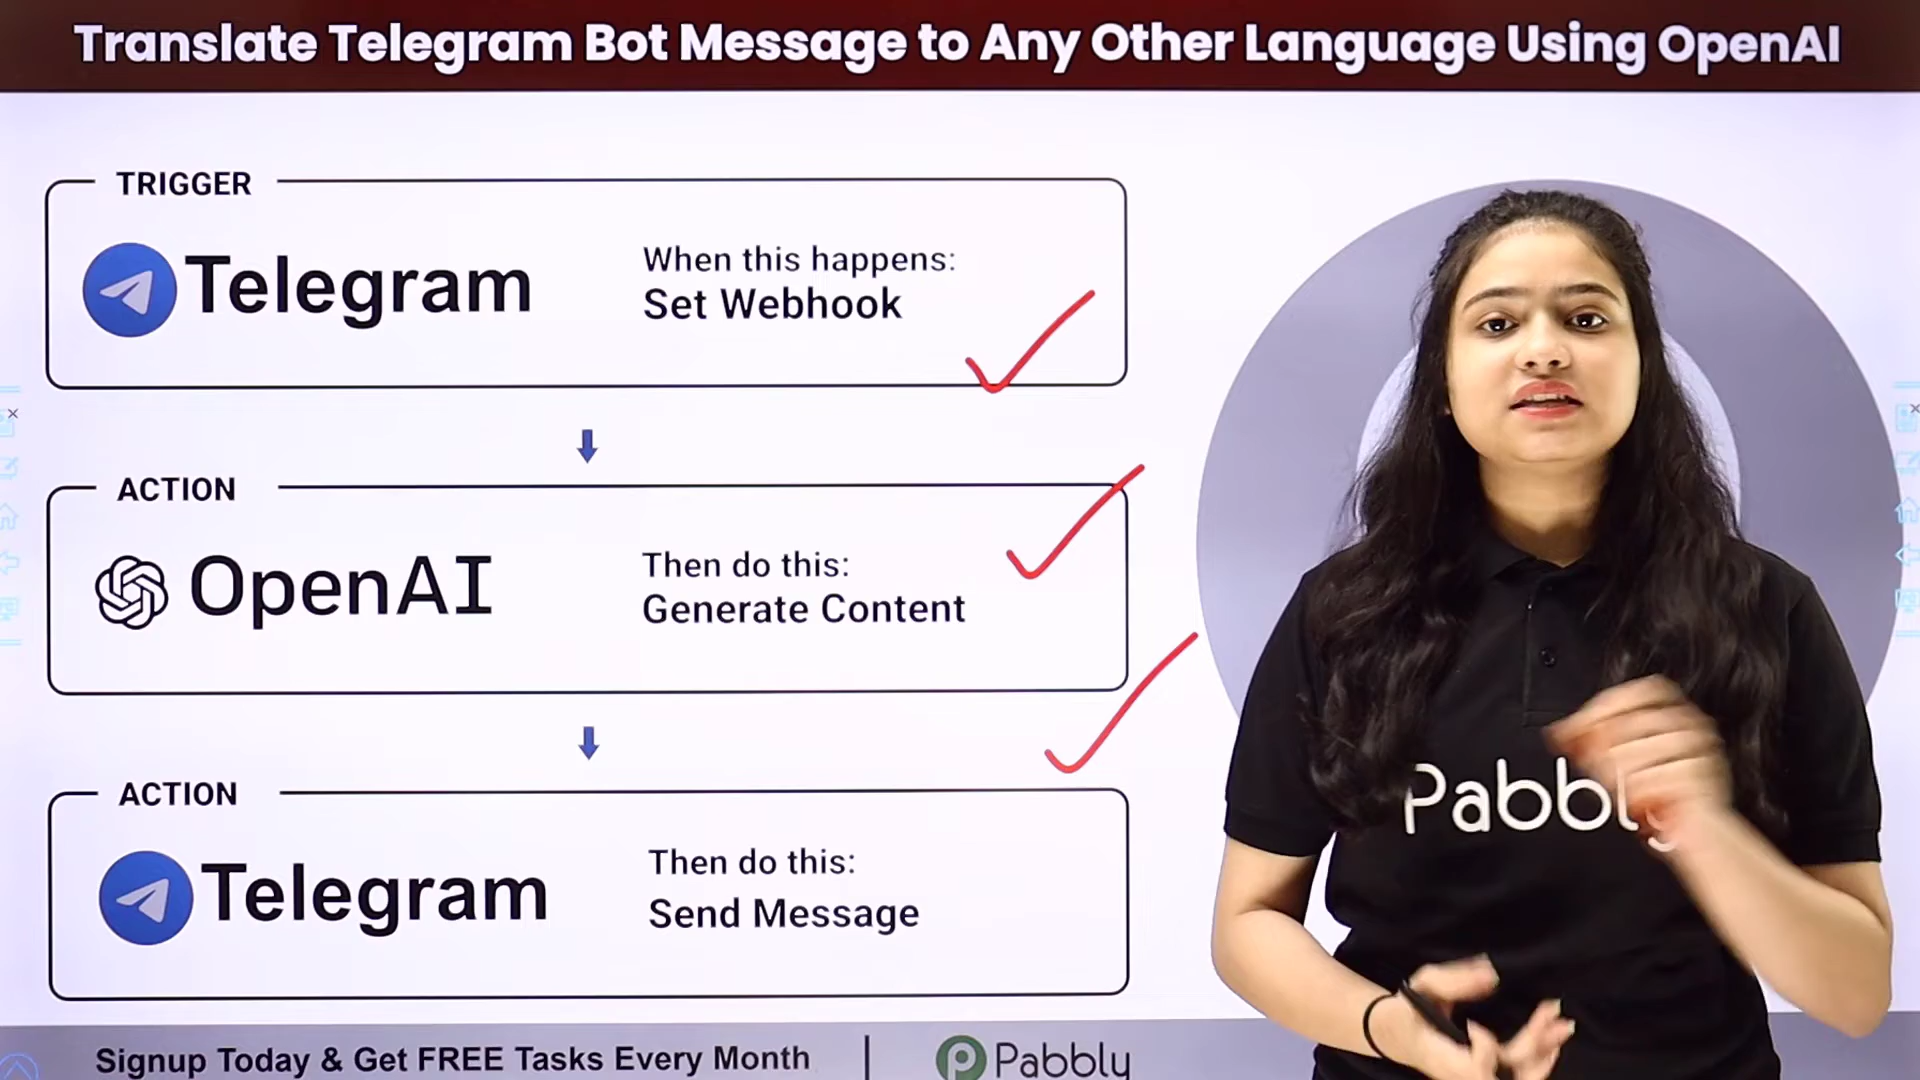 Translate Telegram Bot Message to Any Other Language Using OpenAI
TRIGGER
Telegram
When this happens:
Set Webhook
ACTION
OpenAI
Then do this:
Generate Content
ACTION
Telegram
Then do this:
Send Message
Pabbly
Signup Today & Get FREE Tasks Every Month
Pabbly